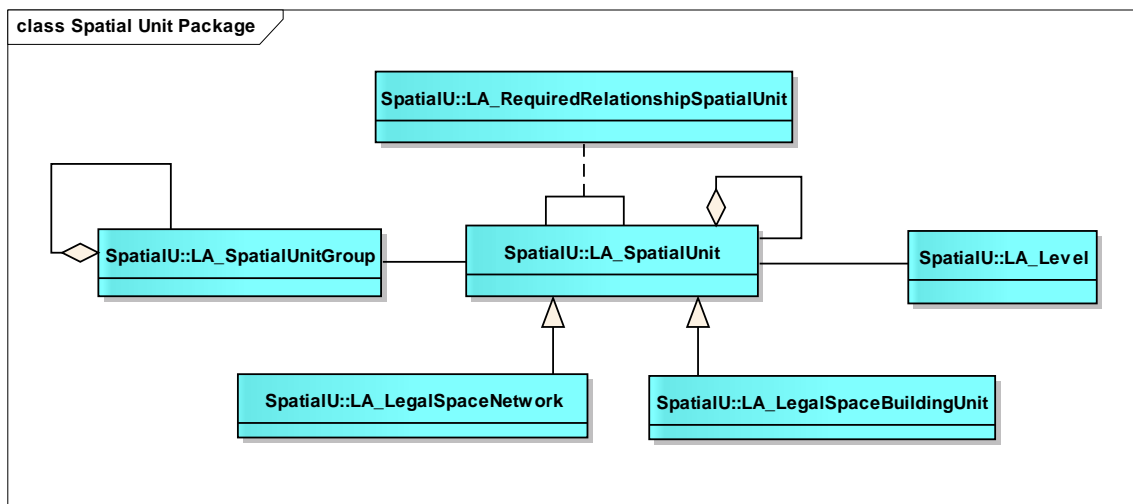 class Spatial Unit Package
SpatialU::LA_RequiredRelationshipSpatialUnit
SpatialU::LA_SpatialUnitGroup
SpatialU::LA_SpatialUnit
SpatialU::LA_Level
SpatialU::LA_LegalSpaceNetwork
SpatialU::LA_LegalSpaceBuildingUnit